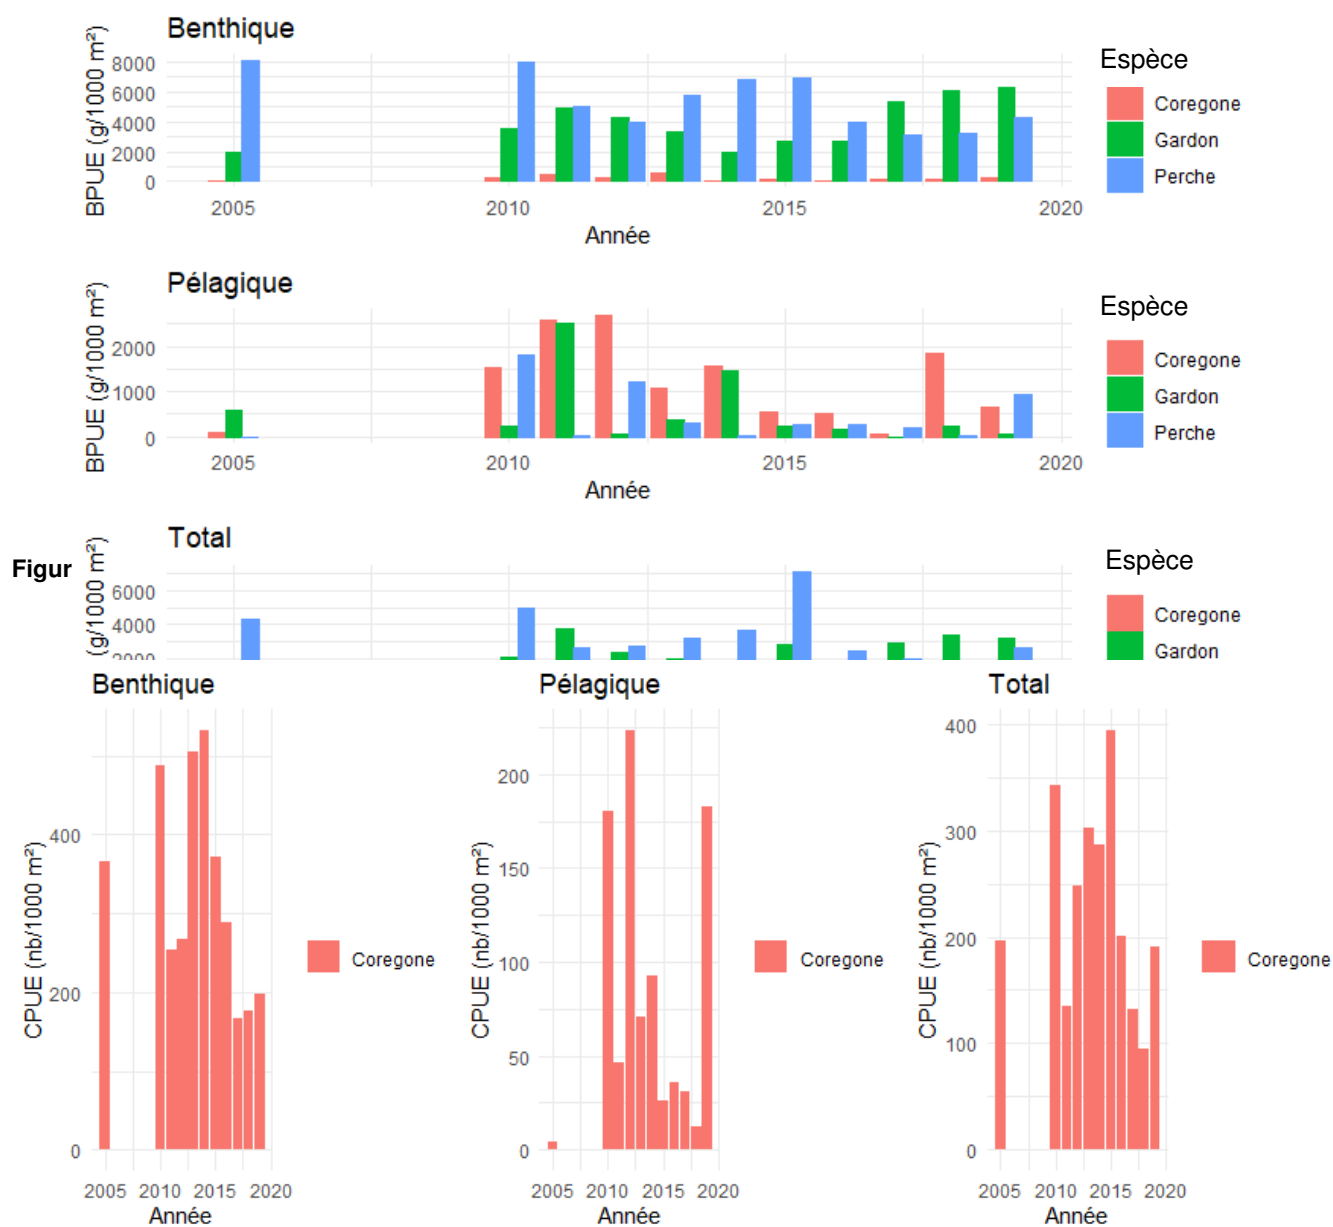 Benthique
BPUE (g/1000 m²)
8000
6000
4000
2000
0
2005
2010
2015
2020
Année
Espèce
Coregone
Gardon
Perche
Pélagique
BPUE (g/1000 m²)
2000
1000
0
2005
2010
2015
2020
Année
Espèce
Coregone
Gardon
Perche
Figur
Total
(g/1000 m²)
6000
4000
2000
Espèce
Coregone
Gardon
Benthique
CPUE (nb/1000 m²)
400
200
0
2005 2010 2015 2020
Année
Coregone
Pélagique
CPUE (nb/1000 m²)
200
150
100
50
0
2005 2010 2015 2020
Année
Coregone
Total
CPUE (nb/1000 m²)
400
300
200
100
0
2005 2010 2015 2020
Année
Coregone